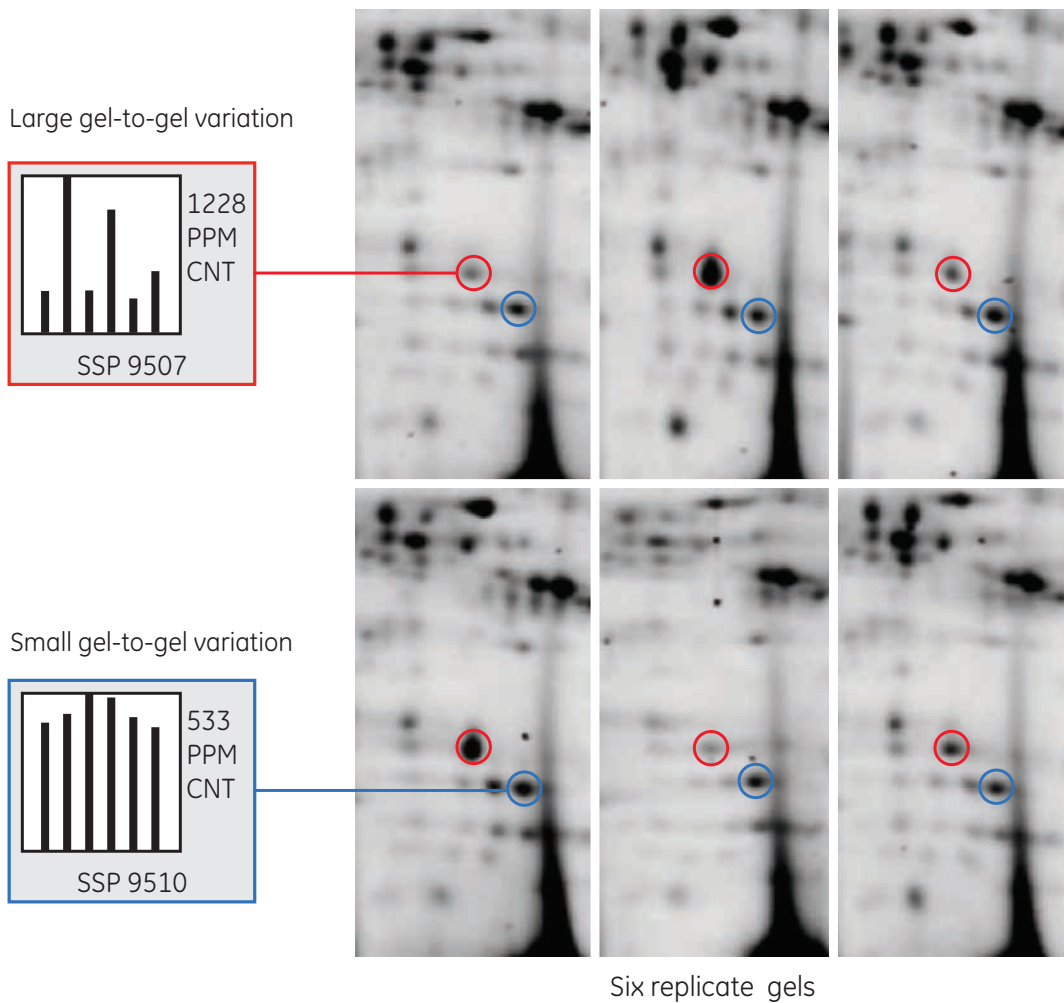 Large gel-to-gel variation
1228
PPM
CNT
SSP 9507
Small gel-to-gel variation
533
PPM
CNT
SSP 9510
Six replicate gels